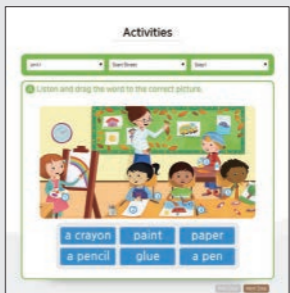 Activities
Listen and drag the word to the correct picture.
a crayon paint paper
a pencil glue a pen